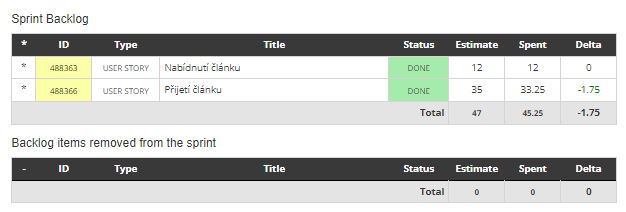 Sprint Backlog
* ID Type Title Status Estimate Spent Delta
* 488363 USER STORY Nabídnutí článku DONE 12 12 0
* 488366 USER STORY Přijetí článku DONE 35 33.25 -1.75
Total 47 45.25 -1.75
Backlog items removed from the sprint
- ID Type Title Status Estimate Spent Delta
Total 0 0 0